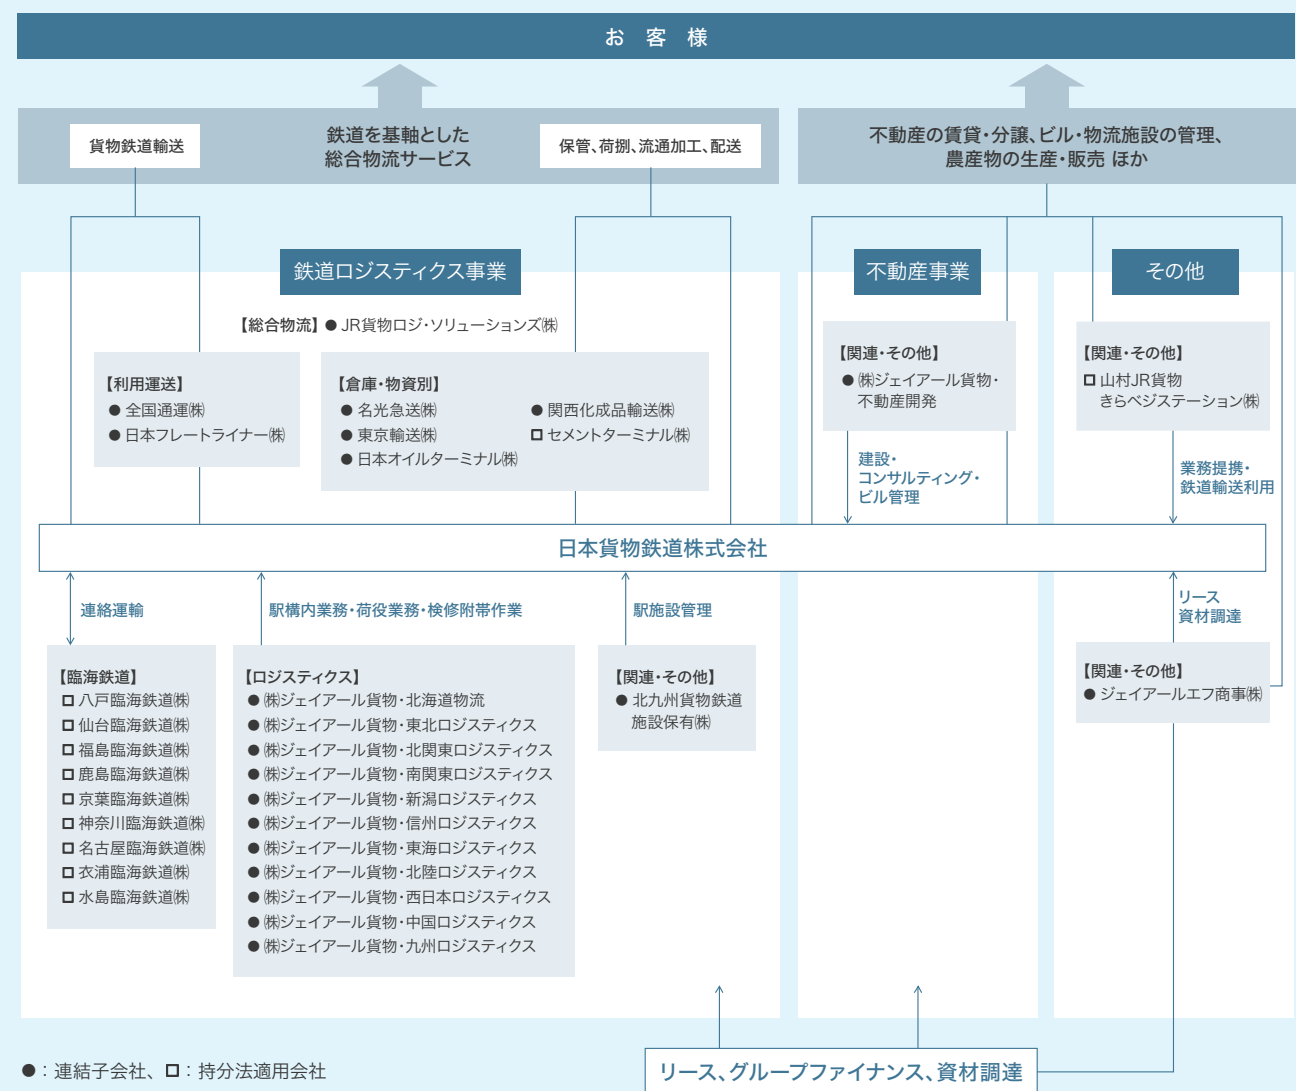 お客様
貨物鉄道輸送
鉄道を基軸とした
総合物流サービス
保管、荷捌、流通加工、配送
不動産の賃貸・分譲、ビル・物流施設の管理、
農産物の生産・販売 ほか
鉄道ロジスティクス事業
不動産事業
その他
【総合物流】● JR貨物ロジ・ソリューションズ㈱
【利用運送】
● 全国通運㈱
● 日本フレートライナー㈱
【倉庫・物資別】
● 名光急送㈱
● 東京輸送㈱
● 日本オイルターミナル㈱
● 関西化成品輸送㈱
□ セメントターミナル㈱
【関連・その他】
● ㈱ジェイアール貨物・
不動産開発
【関連・その他】
□ 山村JR貨物
きらベジステーション㈱
建設・
コンサルティング・
ビル管理
業務提携・
鉄道輸送利用
日本貨物鉄道株式会社
連絡運輸
駅構内業務・荷役業務・検修附帯作業
駅施設管理
リース
資材調達
【臨海鉄道】
□ 八戸臨海鉄道㈱
□ 仙台臨海鉄道㈱
□ 福島臨海鉄道㈱
□ 鹿島臨海鉄道㈱
□ 京葉臨海鉄道㈱
□ 神奈川臨海鉄道㈱
□ 名古屋臨海鉄道㈱
□ 衣浦臨海鉄道㈱
□ 水島臨海鉄道㈱
【ロジスティクス】
● ㈱ジェイアール貨物・北海道物流
● ㈱ジェイアール貨物・東北ロジスティクス
● ㈱ジェイアール貨物・北関東ロジスティクス
● ㈱ジェイアール貨物・南関東ロジスティクス
● ㈱ジェイアール貨物・新潟ロジスティクス
● ㈱ジェイアール貨物・信州ロジスティクス
● ㈱ジェイアール貨物・東海ロジスティクス
● ㈱ジェイアール貨物・北陸ロジスティクス
● ㈱ジェイアール貨物・西日本ロジスティクス
● ㈱ジェイアール貨物・中国ロジスティクス
● ㈱ジェイアール貨物・九州ロジスティクス
【関連・その他】
● 北九州貨物鉄道
施設保有㈱
【関連・その他】
● ジェイアールエフ商事㈱
リース、グループファイナンス、資材調達
●：連結子会社、□：持分法適用会社